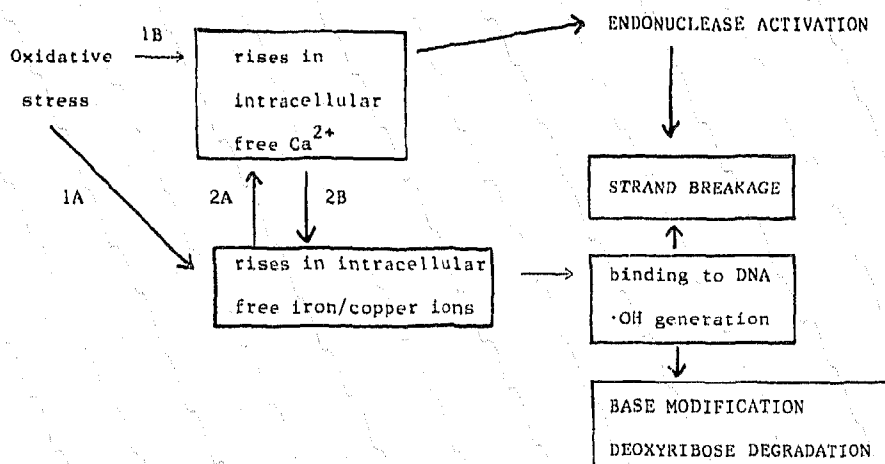 Oxidative
stress
1B
rises in
intracellular
free Ca2+
ENDONUCLEASE ACTIVATION
1A
2A
2B
STRAND BREAKAGE
rises in intracellular
free iron/copper ions
binding to DNA
·OH generation
BASE MODIFICATION
DEOXYRIBOSE DEGRADATION